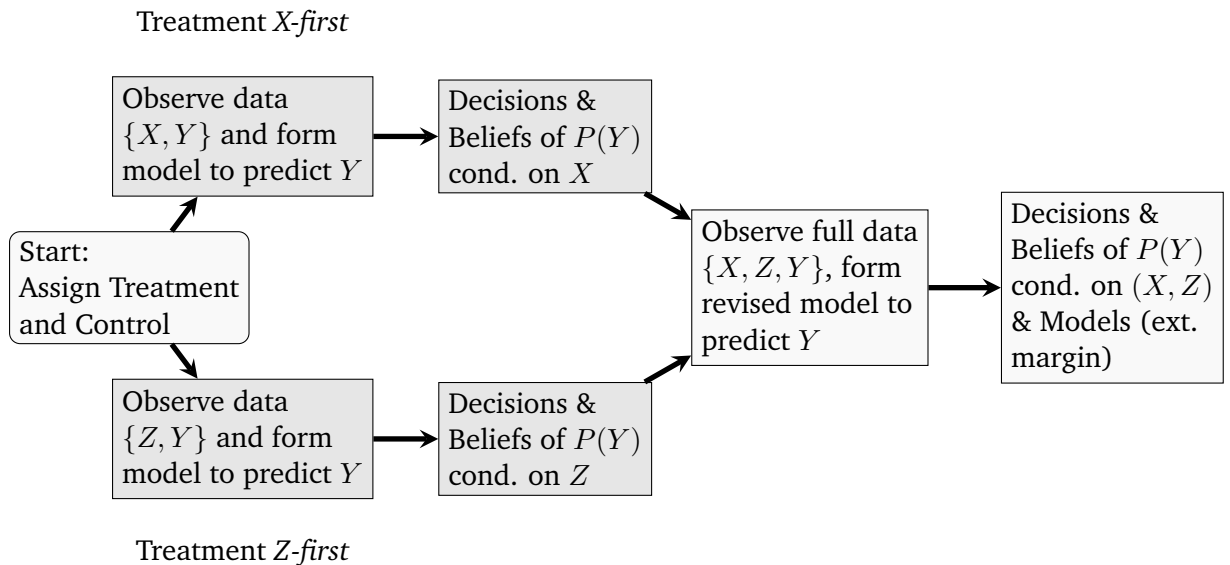 Treatment X-first
Observe data
{X, Y} and form
model to predict Y
Decisions &
Beliefs of P(Y)
cond. on X
Start:
Assign Treatment
and Control
Observe full data
{X, Z, Y}, form
revised model to
predict Y
Decisions &
Beliefs of P(Y)
cond. on (X, Z)
& Models (ext.
margin)
Observe data
{Z, Y} and form
model to predict Y
Decisions &
Beliefs of P(Y)
cond. on Z
Treatment Z-first